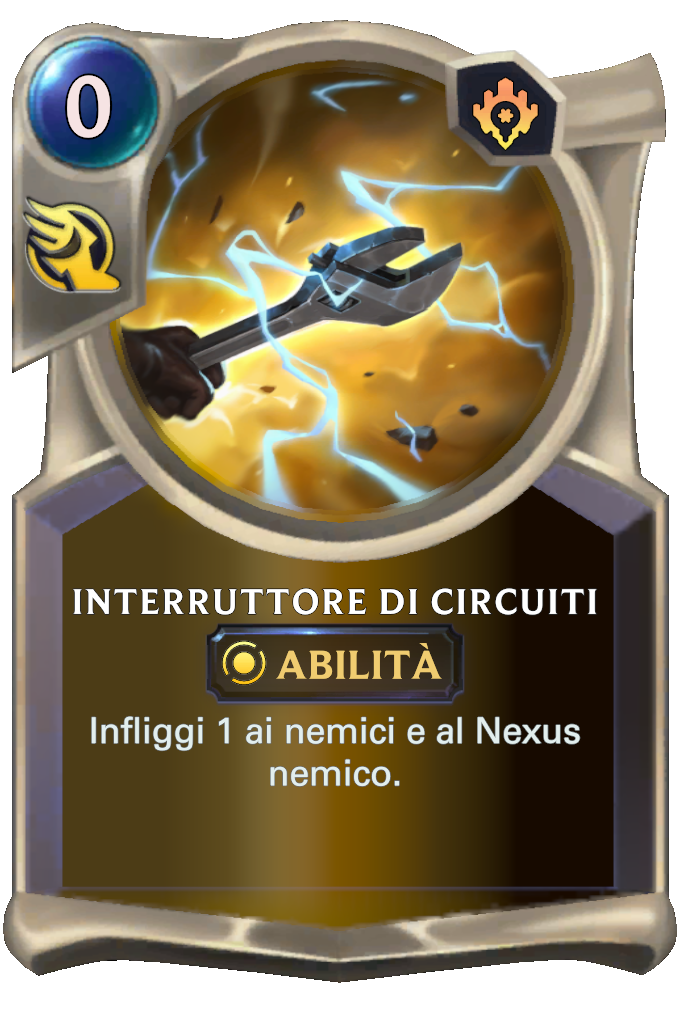 0
INTERRUTTORE DI CIRCUITI
ABILITÀ
Infliggi 1 ai nemici e al Nexus
nemico.